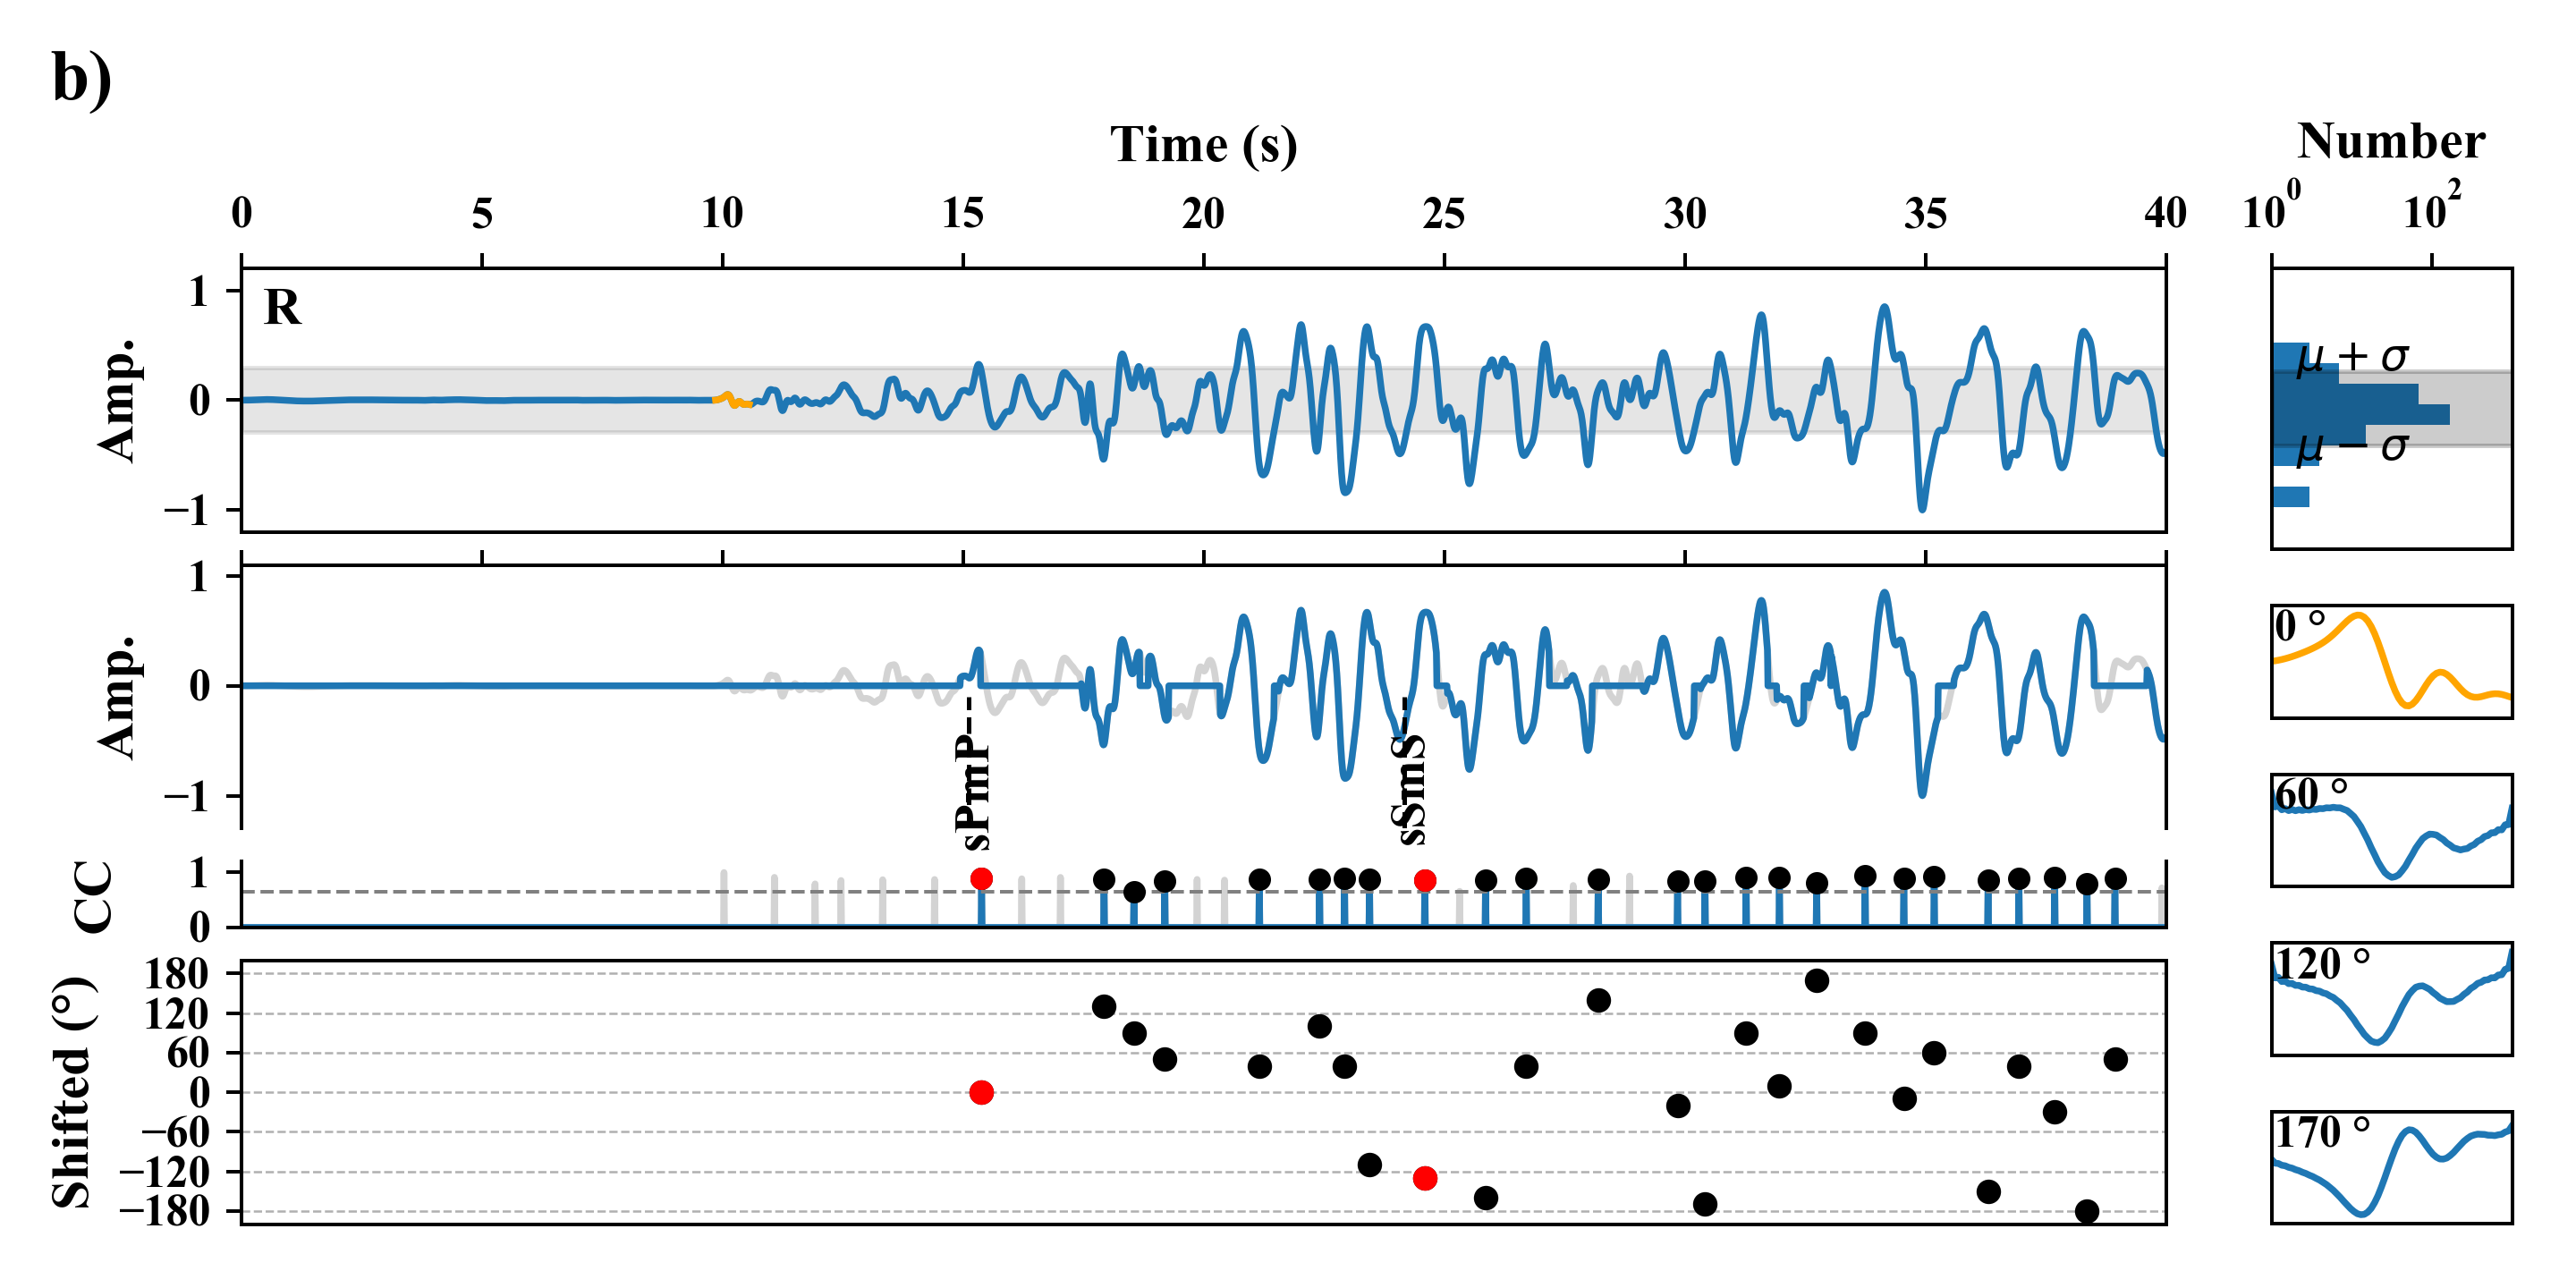 b)
Time (s)
Number
0 5 10 15 20 25 30 35 40
10^0 10^2
R
1
0
−1
Amp.
μ + σ
μ − σ
1
0
−1
Amp.
sPmP
sSmS
0 °
60 °
1
0
CC
120 °
180
120
60
0
−60
−120
−180
Shifted (°)
170 °